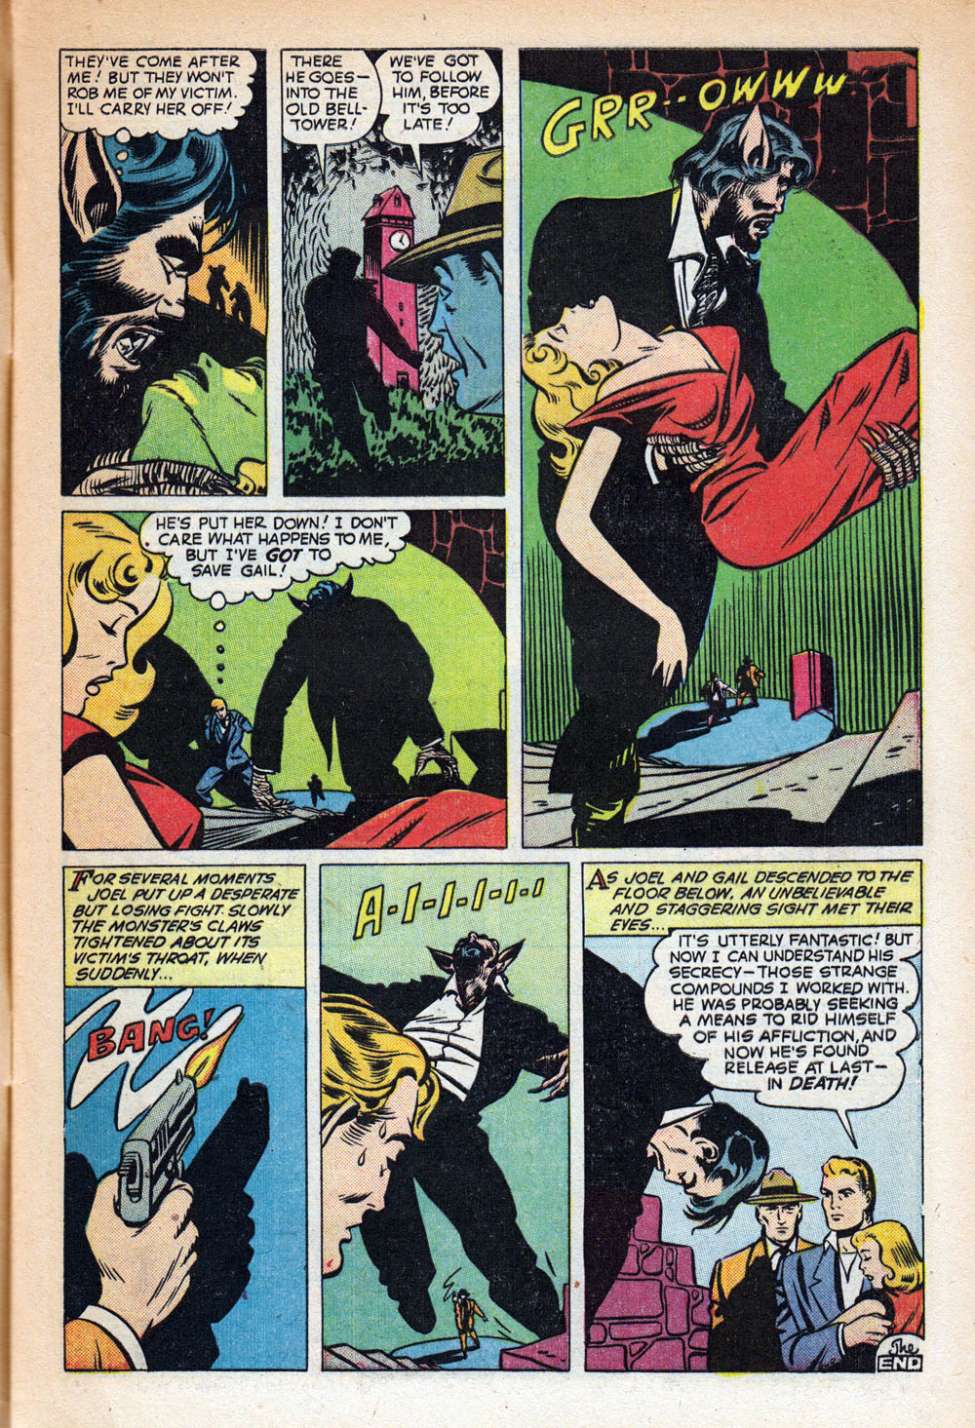 THEY'VE COME AFTER
ME! BUT THEY WON'T
ROB ME OF MY VICTIM.
I'LL CARRY HER OFF!
THERE
HE GOES—
INTO THE
OLD BELL-
TOWER!
WE'VE GOT
TO FOLLOW
HIM, BEFORE
IT'S TOO
LATE!
GRR--OWWW
HE'S PUT HER DOWN! I DON'T
CARE WHAT HAPPENS TO ME,
BUT I'VE GOT TO
SAVE GAIL!
FOR SEVERAL MOMENTS
JOEL PUT UP A DESPERATE
BUT LOSING FIGHT. SLOWLY
THE MONSTER'S CLAWS
TIGHTENED ABOUT ITS
VICTIM'S THROAT, WHEN
SUDDENLY...
BANG!
A-I-I-I-I-I-I
AS JOEL AND GAIL DESCENDED TO THE
FLOOR BELOW, AN UNBELIEVABLE
AND STAGGERING SIGHT MET THEIR
EYES...
IT'S UTTERLY FANTASTIC! BUT
NOW I CAN UNDERSTAND HIS
SECRECY—THOSE STRANGE
COMPOUNDS I WORKED WITH.
HE WAS PROBABLY SEEKING
A MEANS TO RID HIMSELF
OF HIS AFFLICTION, AND
NOW HE'S FOUND
RELEASE AT LAST—
IN DEATH!
The
END